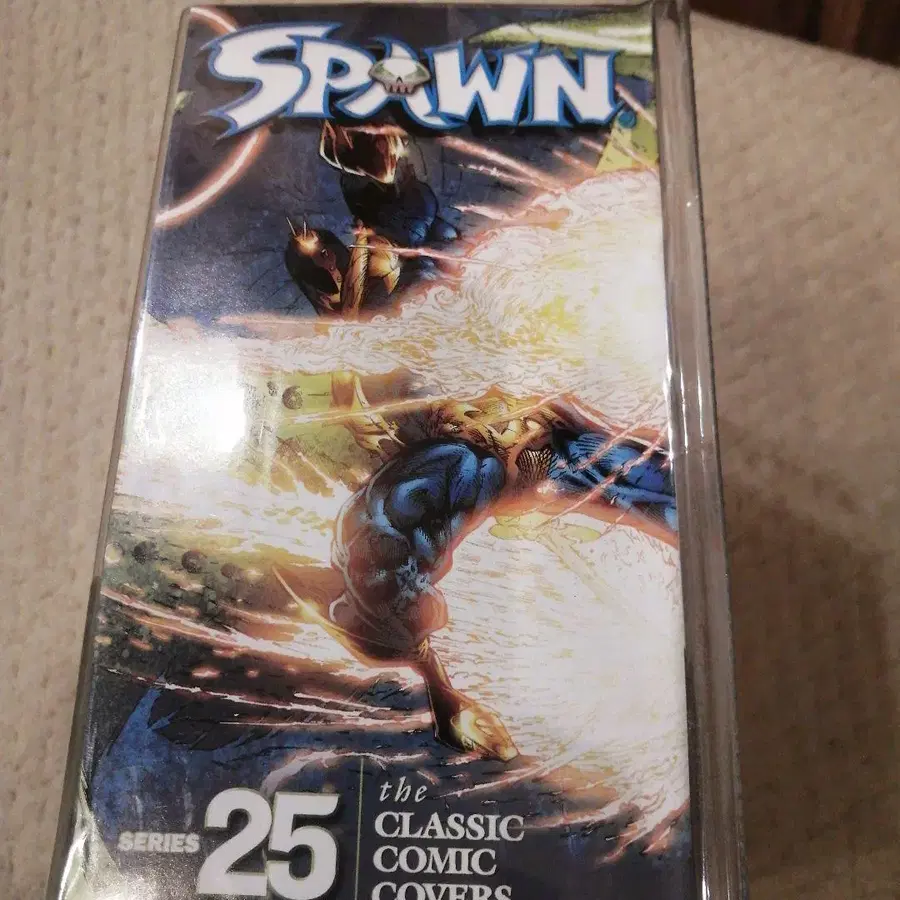 SPAWN
SERIES 25
the
CLASSIC
COMIC
COVERS